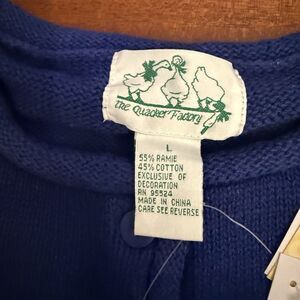 the Quacker Factory
L
55% RAMIE
45% COTTON
EXCLUSIVE OF
DECORATION
RN 95524
MADE IN CHINA
CARE SEE REVERSE